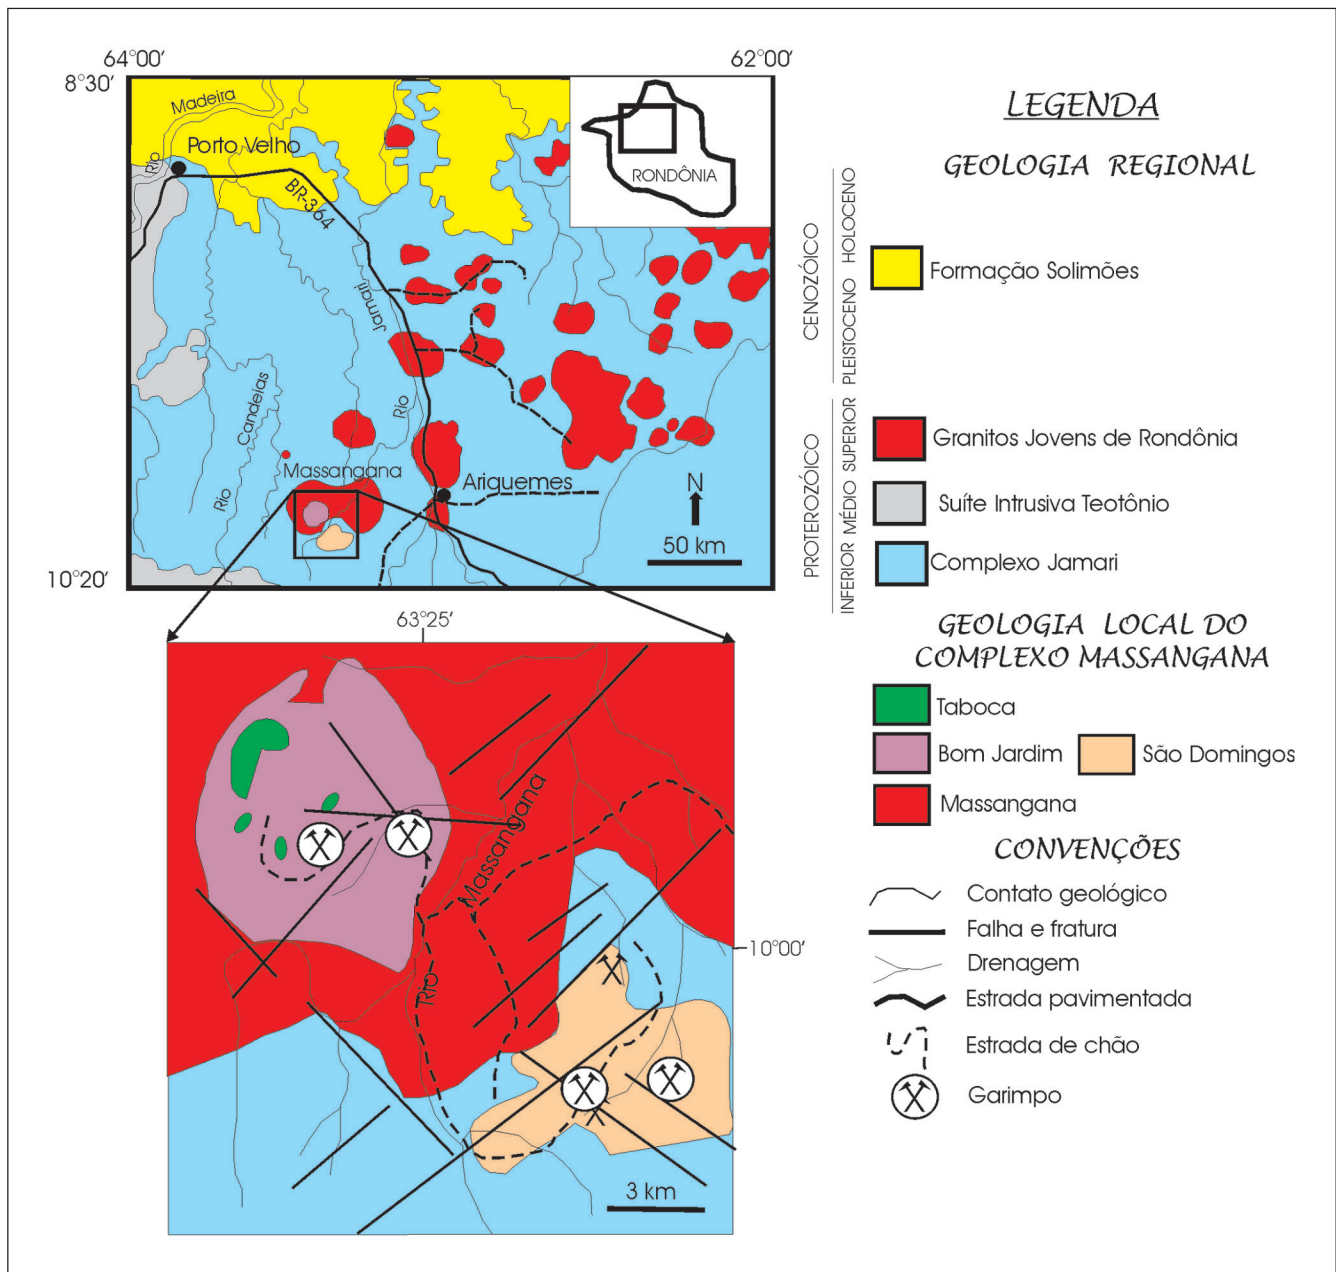 64°00'
62°00'
8°30'
Madeira
Rio
Porto Velho
BR-364
RONDÔNIA
Jamari
Rio
Candeias
Rio
Massangana
Ariquemes
N
50 km
10°20'
63°25'
Massangana
Rio
10°00'
3 km
LEGENDA
GEOLOGIA REGIONAL
CENOZÓICO
PLEISTOCENO HOLOCENO
Formação Solimões
PROTEROZÓICO
INFERIOR MÉDIO SUPERIOR
Granitos Jovens de Rondônia
Suíte Intrusiva Teotônio
Complexo Jamari
GEOLOGIA LOCAL DO
COMPLEXO MASSANGANA
Taboca
Bom Jardim
São Domingos
Massangana
CONVENÇÕES
Contato geológico
Falha e fratura
Drenagem
Estrada pavimentada
Estrada de chão
Garimpo